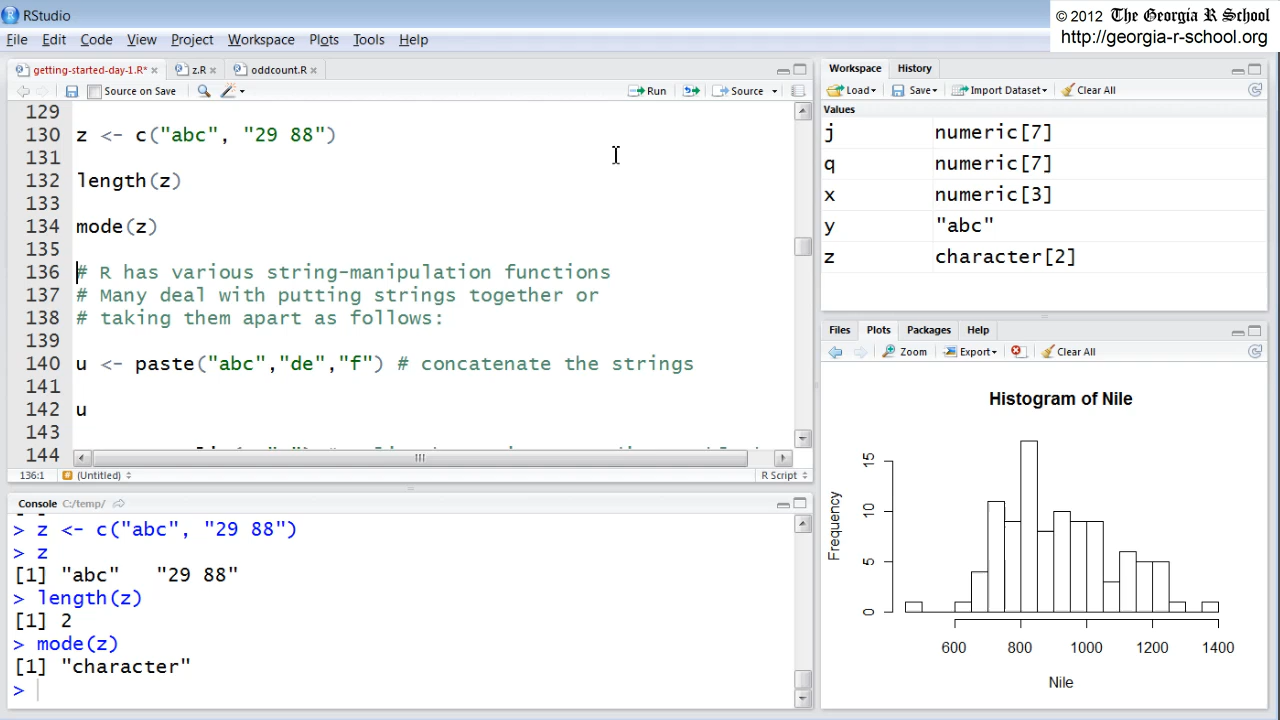 RStudio
© 2012 The Georgia R School
http://georgia-r-school.org
File Edit Code View Project Workspace Plots Tools Help
getting-started-day-1.R* × z.R × oddcount.R ×
Source on Save Run Source
129
130 z <- c("abc", "29 88")
131
132 length(z)
133
134 mode(z)
135
136 # R has various string-manipulation functions
137 # Many deal with putting strings together or
138 # taking them apart as follows:
139
140 u <- paste("abc","de","f") # concatenate the strings
141
142 u
143
144
136:1 (Untitled) R Script
Console C:/temp/
> z <- c("abc", "29 88")
> z
[1] "abc" "29 88"
> length(z)
[1] 2
> mode(z)
[1] "character"
>
Workspace History
Load Save Import Dataset Clear All
Values
j numeric[7]
q numeric[7]
x numeric[3]
y "abc"
z character[2]
Files Plots Packages Help
Zoom Export Clear All
Histogram of Nile
Frequency
15
10
5
0
600 800 1000 1200 1400
Nile